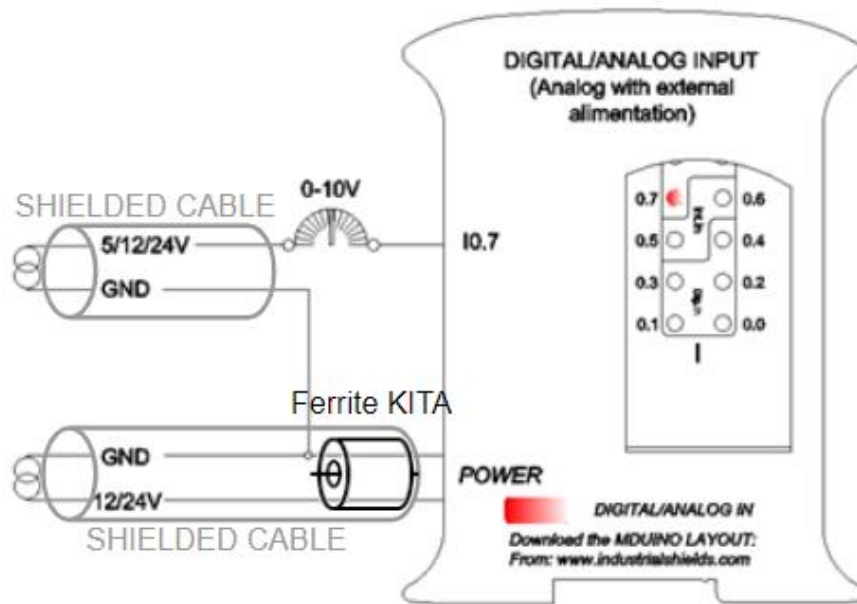 DIGITAL/ANALOG INPUT
(Analog with external
alimentation)
0-10V
SHIELDED CABLE
5/12/24V
I0.7
GND
0.7
0.6
0.5
0.4
0.3
0.2
0.1
0.0
I
Ferrite KITA
GND
POWER
12/24V
DIGITAL/ANALOG IN
SHIELDED CABLE
Download the MDUINO LAYOUT:
From: www.industrialshields.com